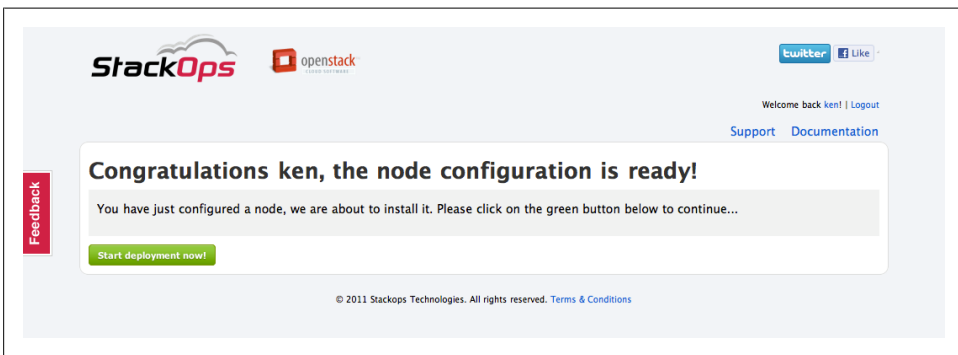 StackOps
openstack
CLOUD SOFTWARE
twitter
Like
Welcome back ken! | Logout
Support Documentation
Feedback
Congratulations ken, the node configuration is ready!
You have just configured a node, we are about to install it. Please click on the green button below to continue...
Start deployment now!
© 2011 Stackops Technologies. All rights reserved. Terms & Conditions